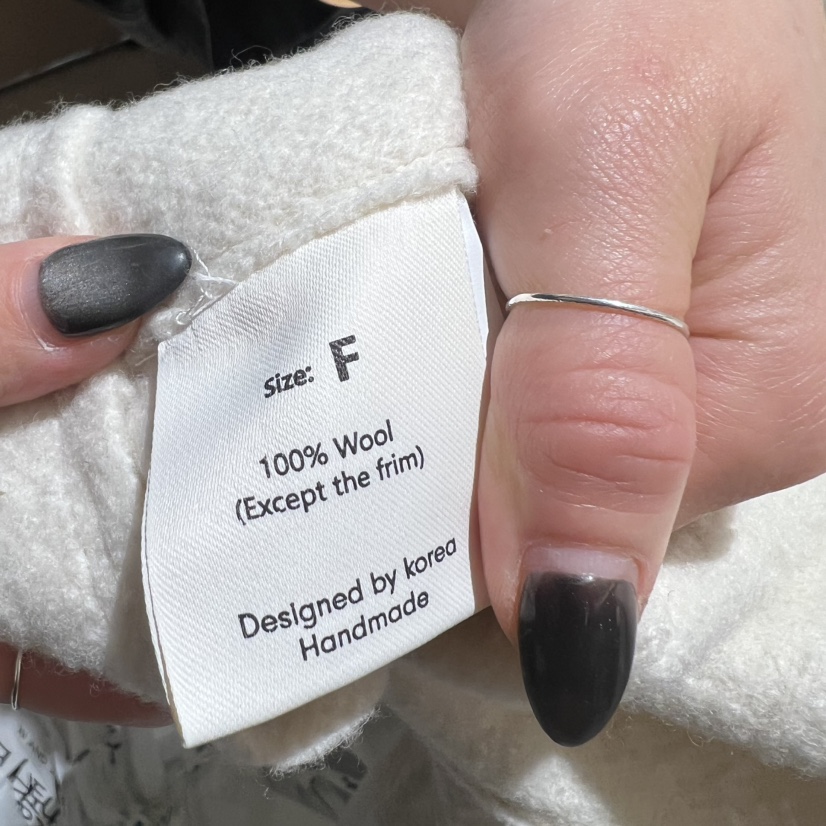 Size: F
100% Wool
(Except the frim)
Designed by korea
Handmade